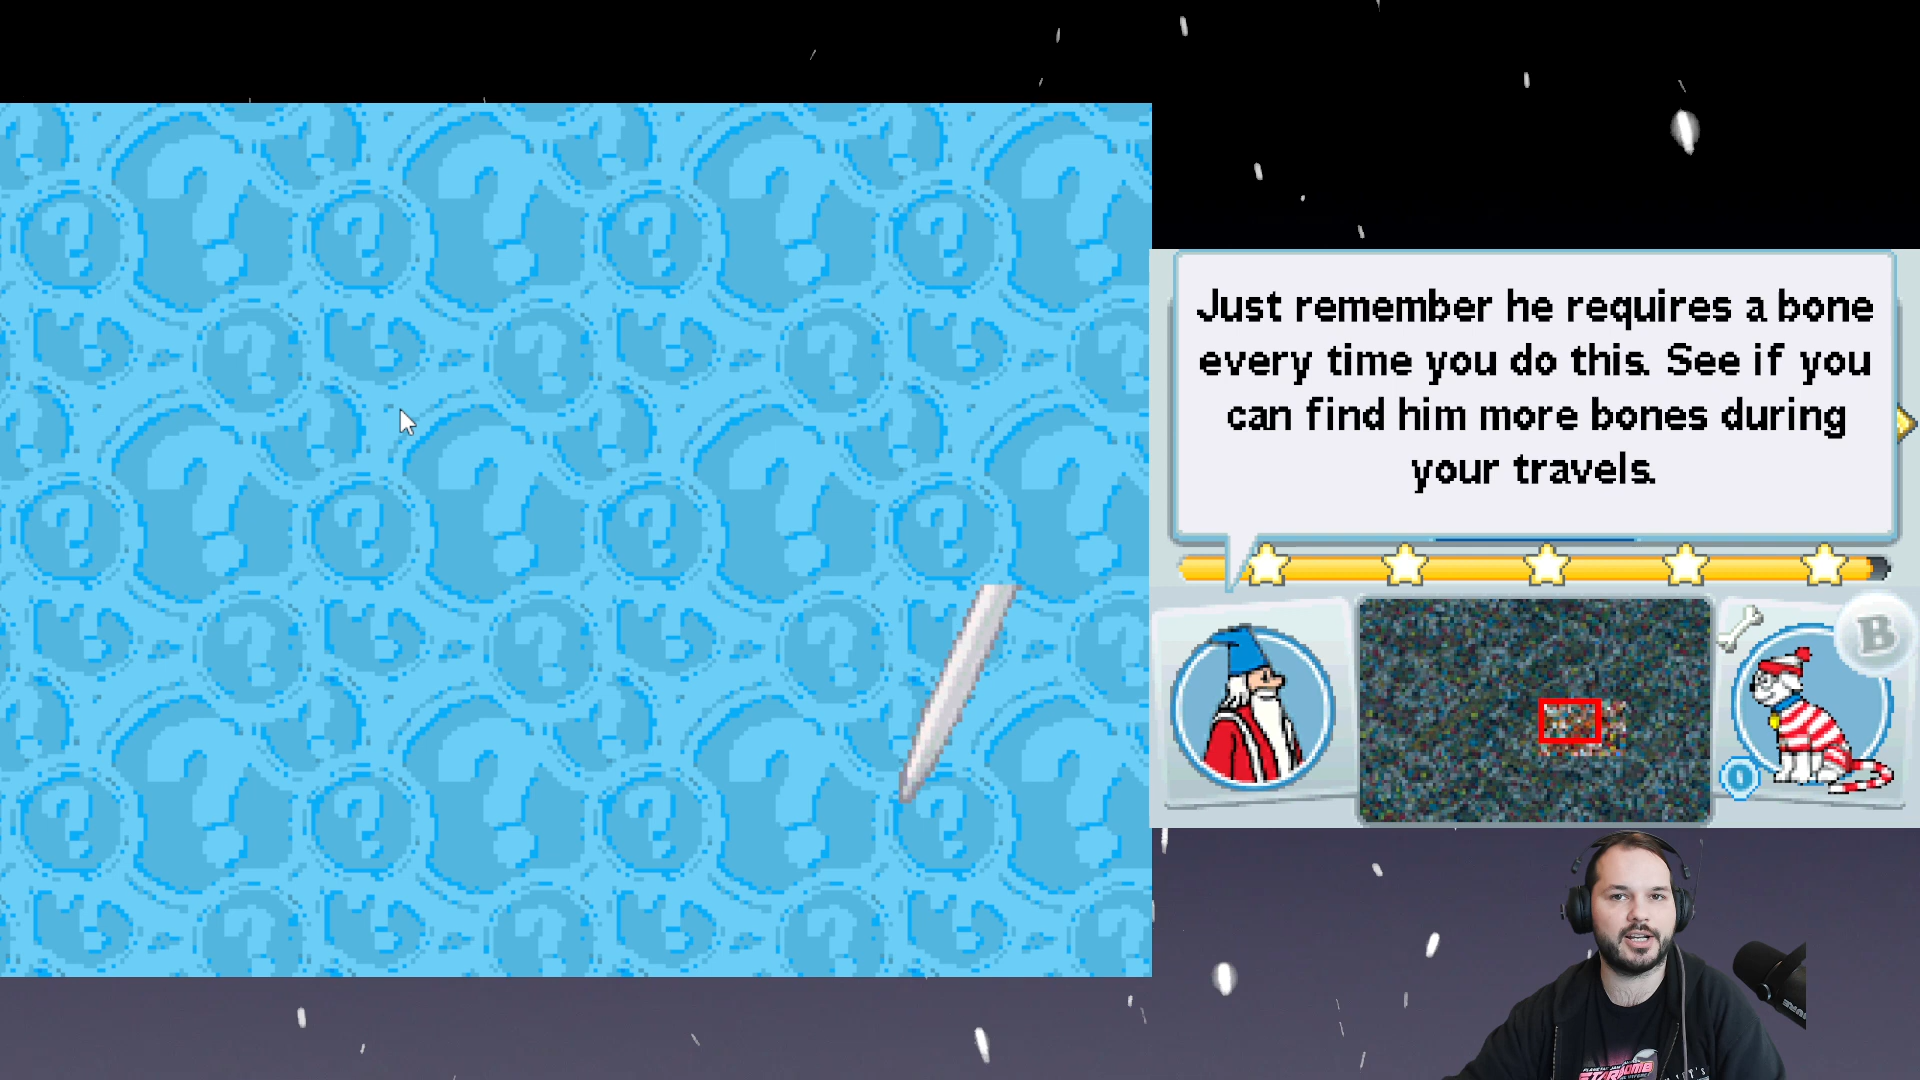 Just remember he requires a bone
every time you do this. See if you
can find him more bones during
your travels.
B
0
STARBOMB